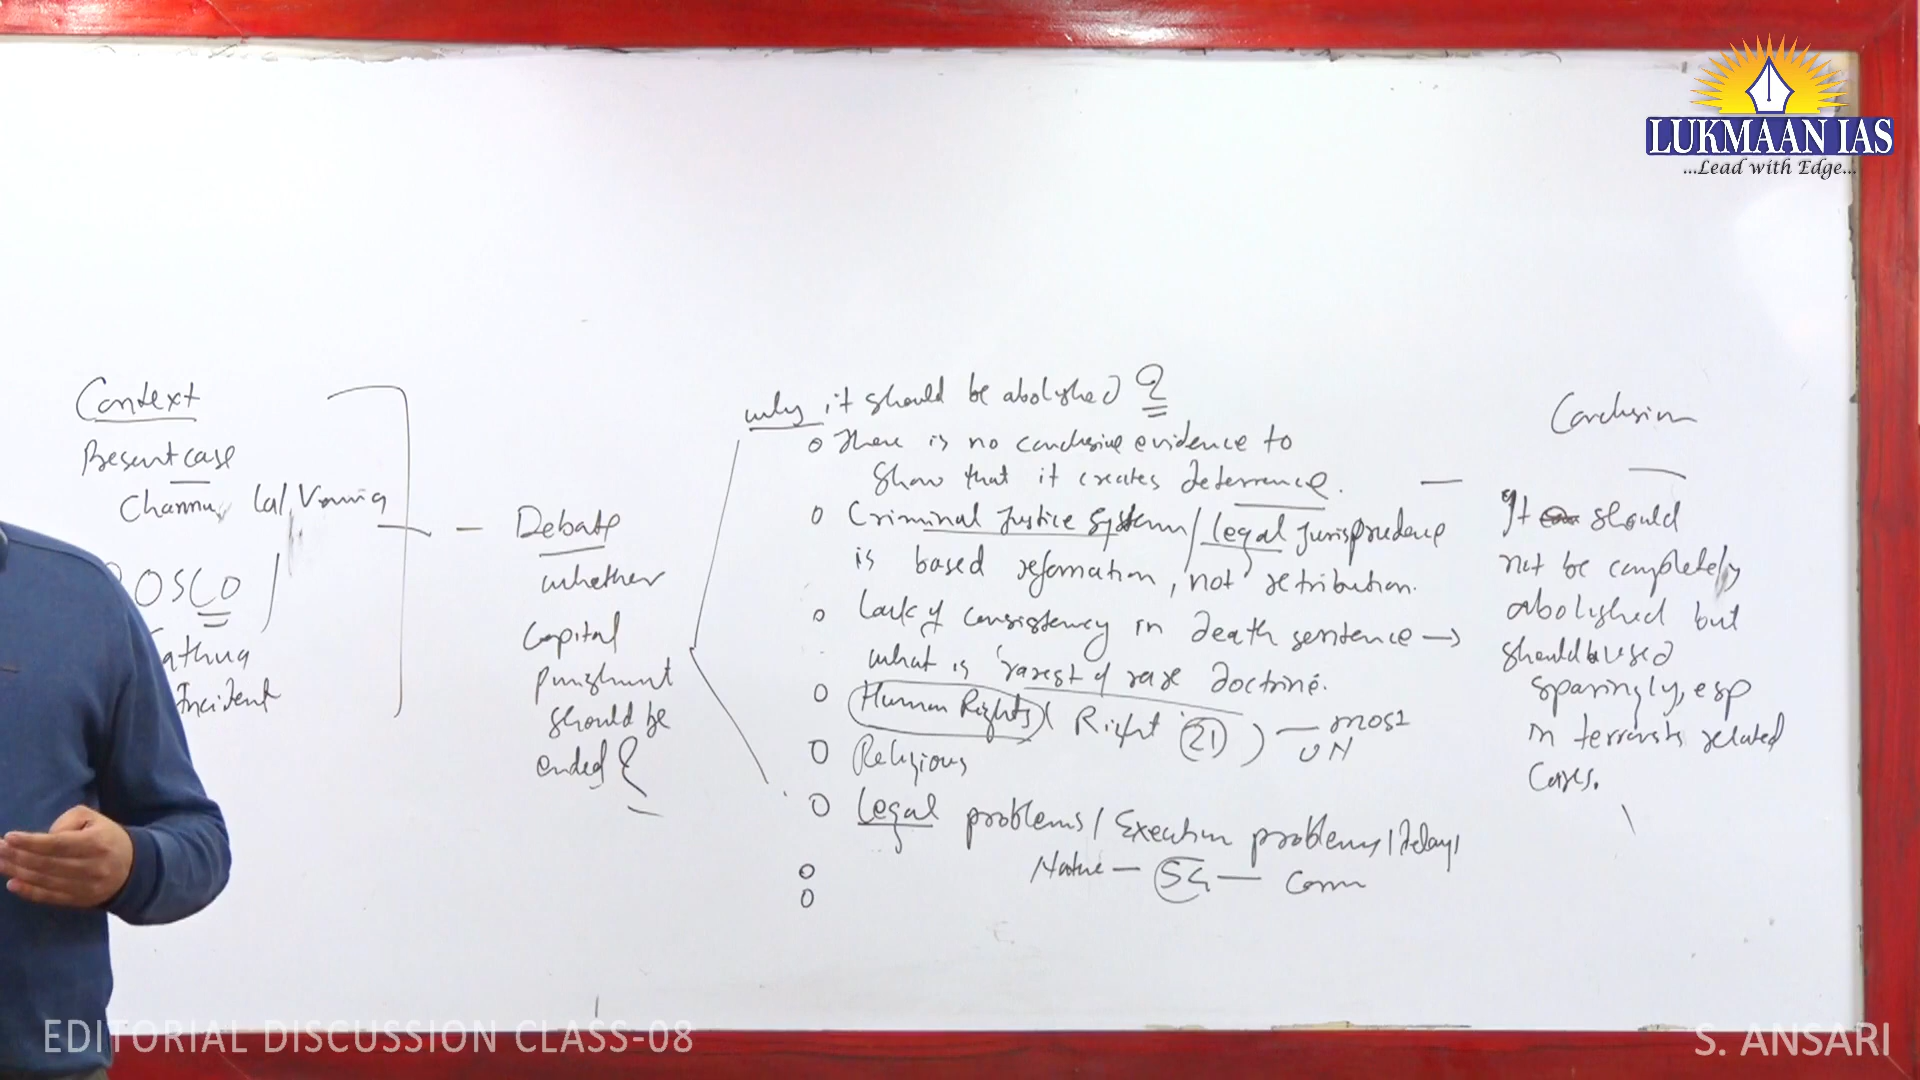 LUKMAAN IAS
...Lead with Edge...
Context
Present case
Channu Lal Verma
POSCO
athua
Incident
Debate
whether
Capital
punishment
should be
ended
why it should be abolished ?
There is no conclusive evidence to
show that it creates deterrence.
Criminal Justice System / Legal Jurisprudence
is based reformation, not retribution.
Lack of consistency in death sentence →
what is 'rarest of rare doctrine.
Human Rights ( Right 21 ) — most
UN
Religious
Legal problems / Execution problems / Delay /
Nature — SC — Comm
Conclusion
It should
not be completely
abolished but
should be used
sparingly, esp
in terrorists related
cases.
EDITORIAL DISCUSSION CLASS-08
S. ANSARI